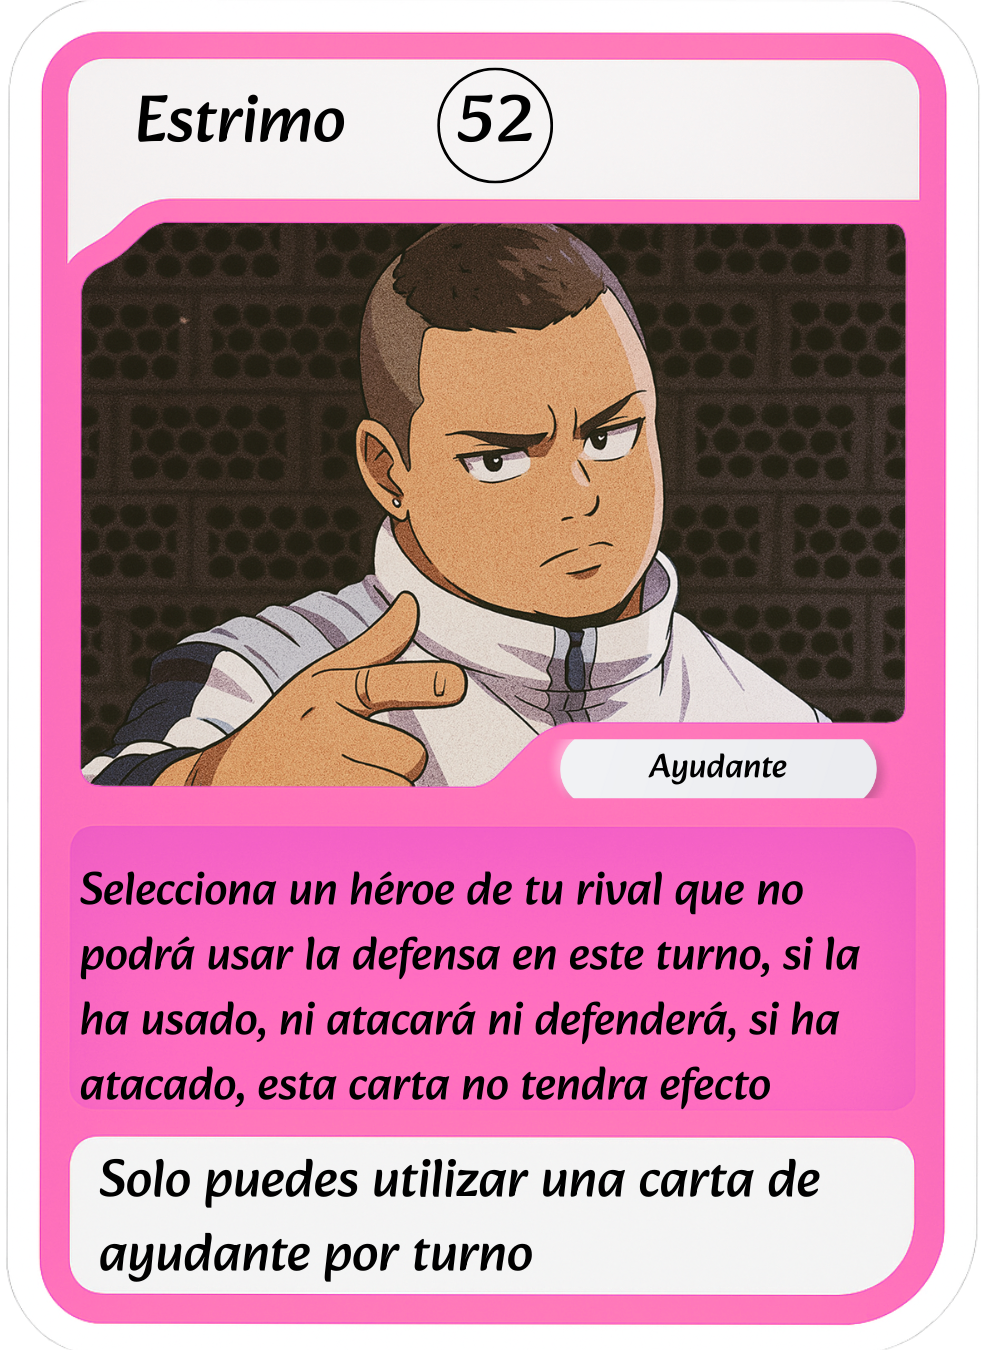 Estrimo 52
Ayudante
Selecciona un héroe de tu rival que no
podrá usar la defensa en este turno, si la
ha usado, ni atacará ni defenderá, si ha
atacado, esta carta no tendra efecto
Solo puedes utilizar una carta de
ayudante por turno